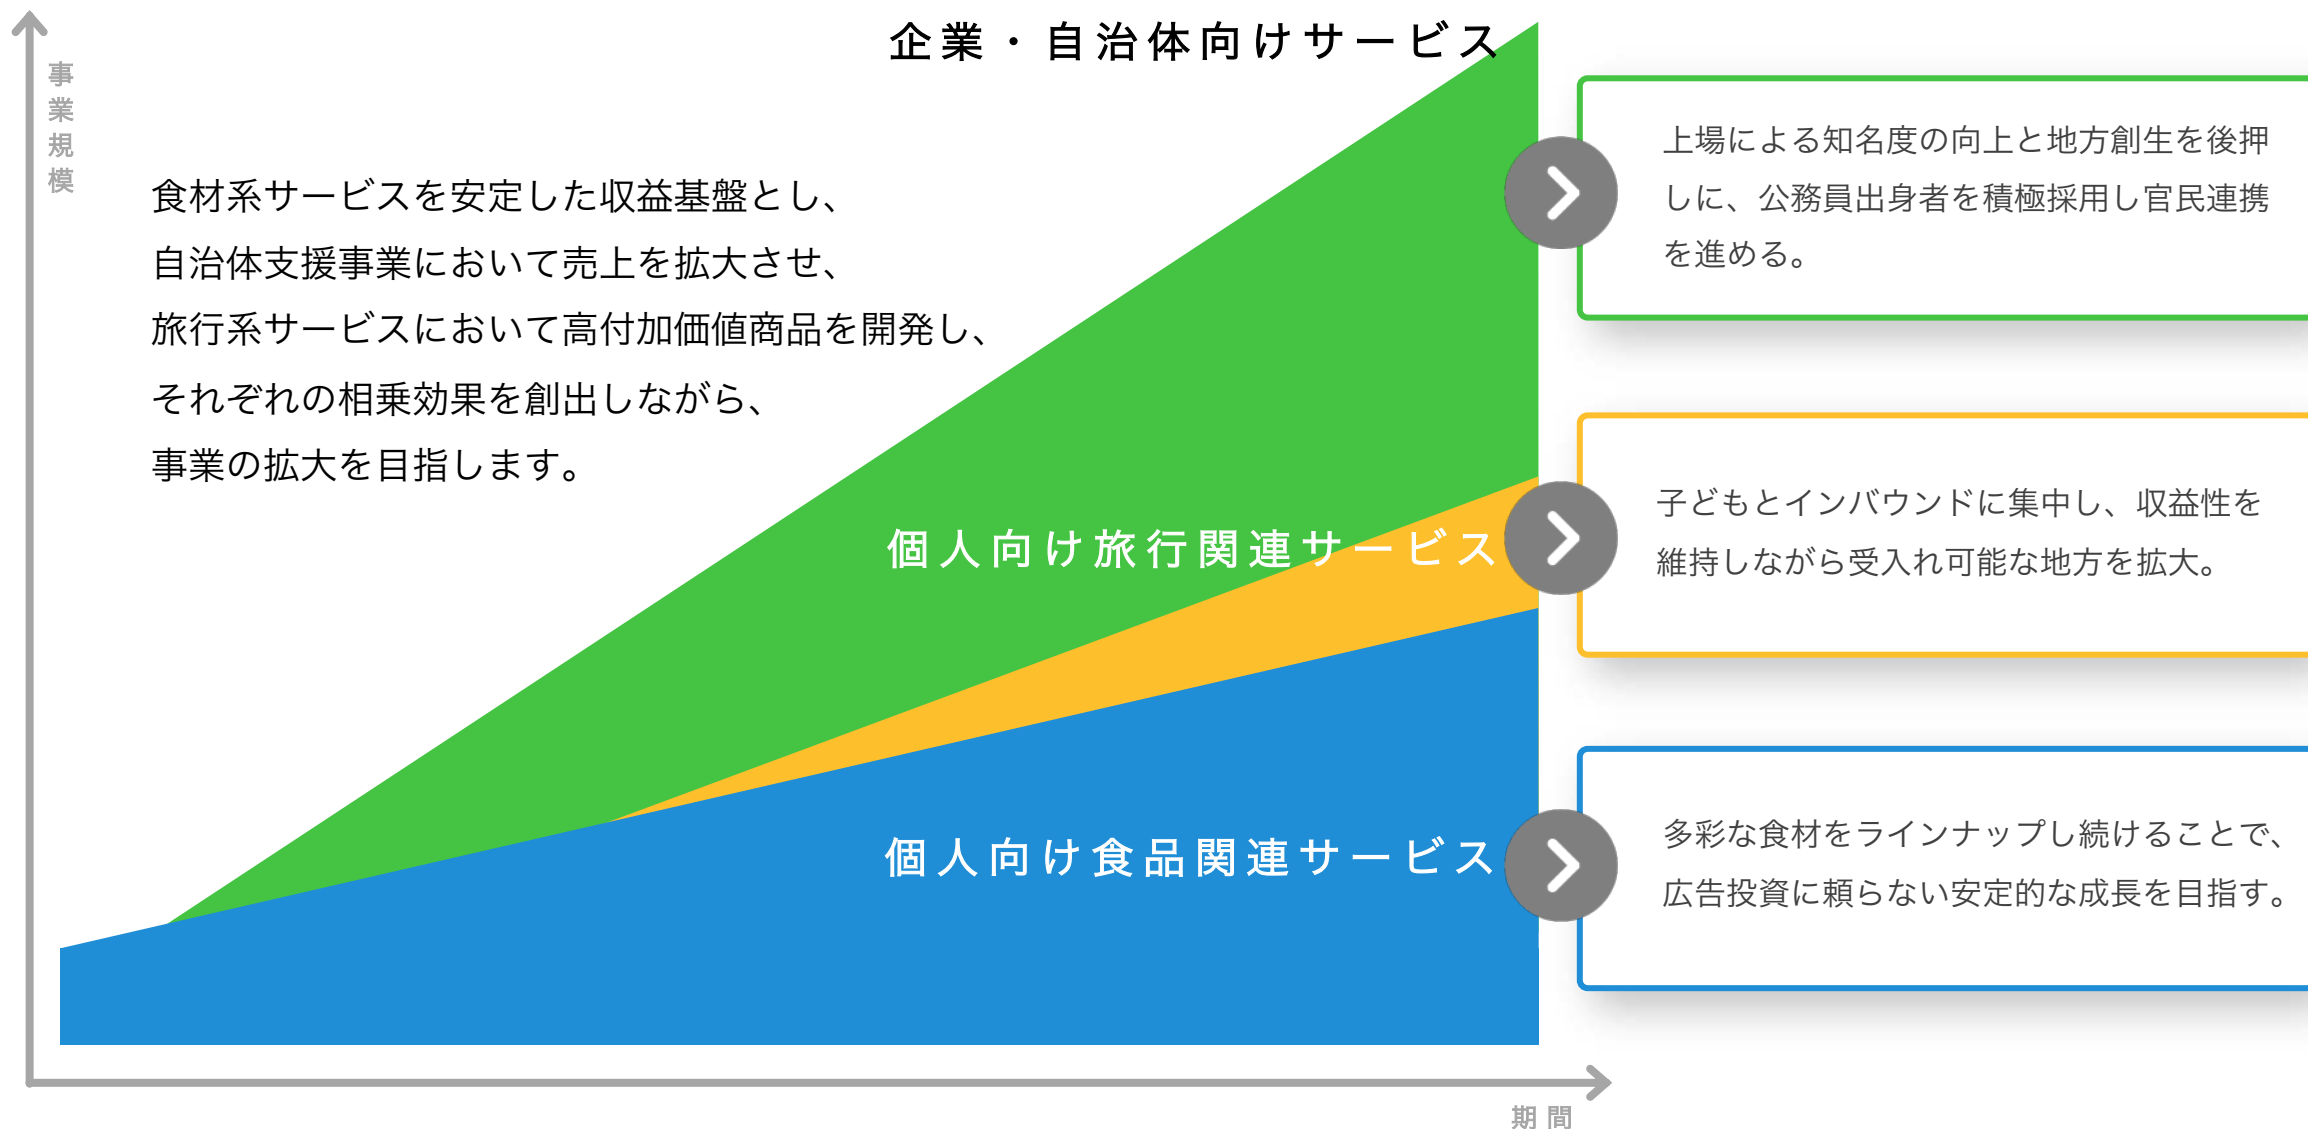 企業・自治体向けサービス
事業規模
食材系サービスを安定した収益基盤とし、
自治体支援事業において売上を拡大させ、
旅行系サービスにおいて高付加価値商品を開発し、
それぞれの相乗効果を創出しながら、
事業の拡大を目指します。
上場による知名度の向上と地方創生を後押
しに、公務員出身者を積極採用し官民連携
を進める。
個人向け旅行関連サービス
子どもとインバウンドに集中し、収益性を
維持しながら受入れ可能な地方を拡大。
個人向け食品関連サービス
多彩な食材をラインナップし続けることで、
広告投資に頼らない安定的な成長を目指す。
期間